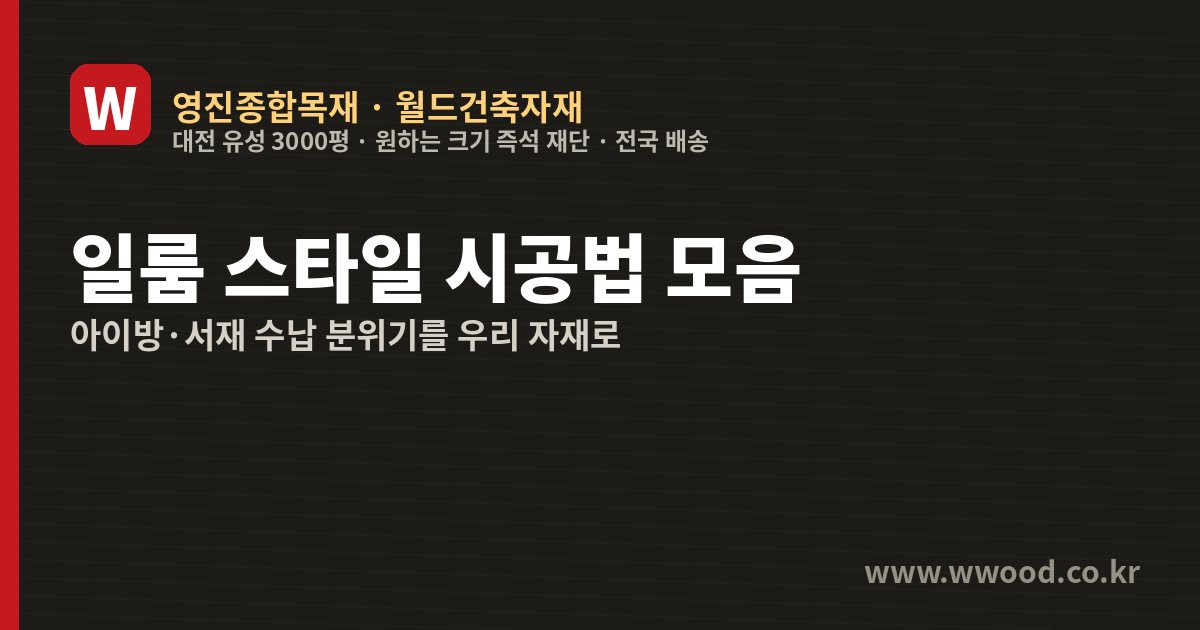 W
영진종합목재 · 월드건축자재
대전 유성 3000평 · 원하는 크기 즉석 재단 · 전국 배송
일룸 스타일 시공법 모음
아이방·서재 수납 분위기를 우리 자재로
www.wwood.co.kr